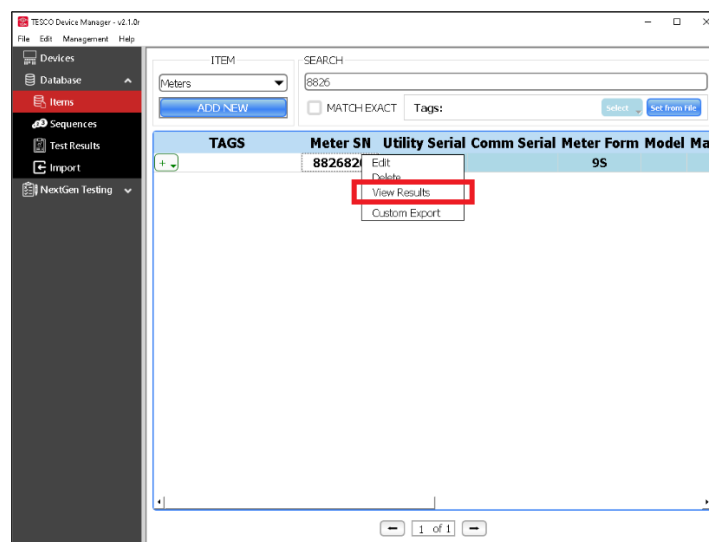 TESCO Device Manager - v2.1.0r
File Edit Management Help
Devices
Database
Items
Sequences
Test Results
Import
NextGen Testing
ITEM
Meters
ADD NEW
SEARCH
8826
MATCH EXACT Tags: Select Set from File
TAGS Meter SN Utility Serial Comm Serial Meter Form Model Ma
+ 882682 9S
Edit
Delete
View Results
Custom Export
1 of 1